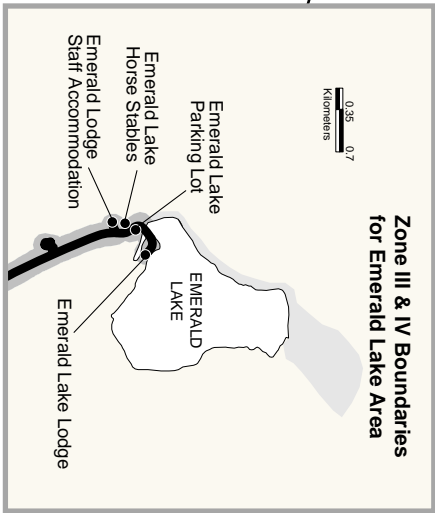 Zone III & IV Boundaries
for Emerald Lake Area
0.35
0.7
Kilometers
Emerald Lake
Parking Lot
Emerald Lake
Horse Stables
Emerald Lodge
Staff Accommodation
EMERALD
LAKE
Emerald Lake Lodge